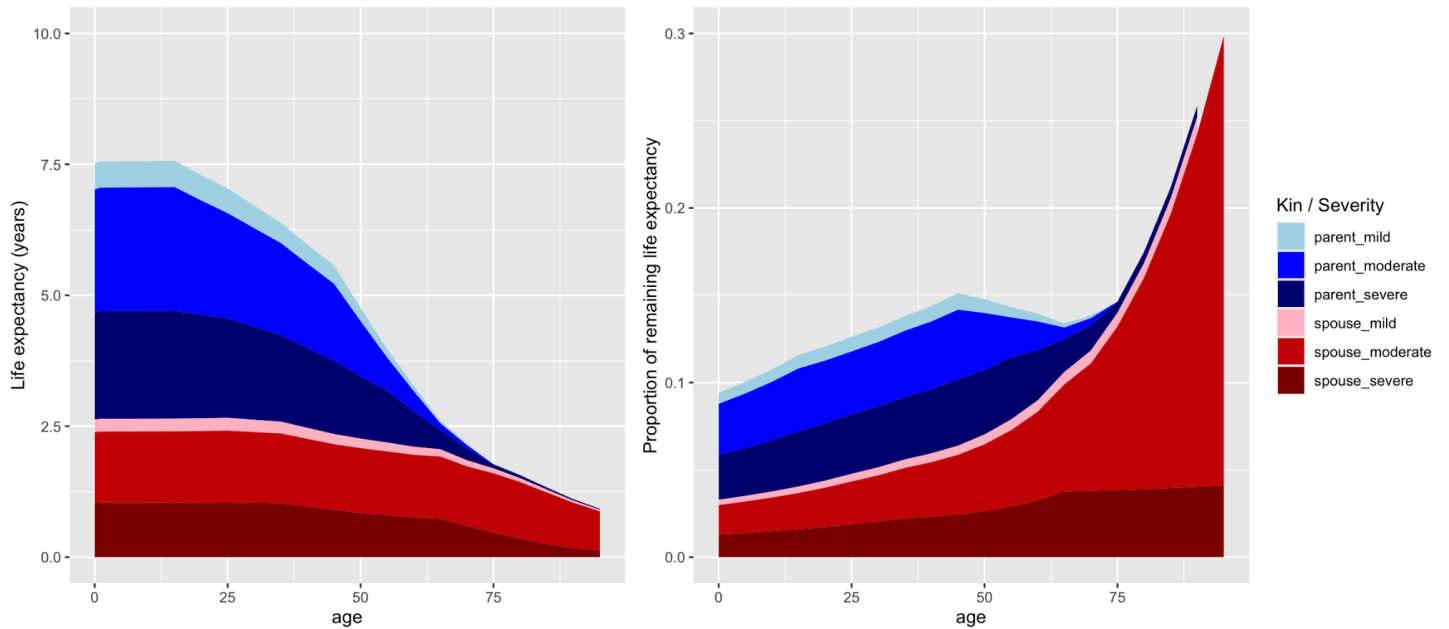 Life expectancy (years)
10.0
7.5
5.0
2.5
0.0
0 25 50 75
age
Proportion of remaining life expectancy
0.3
0.2
0.1
0.0
0 25 50 75
age
Kin / Severity
parent_mild
parent_moderate
parent_severe
spouse_mild
spouse_moderate
spouse_severe